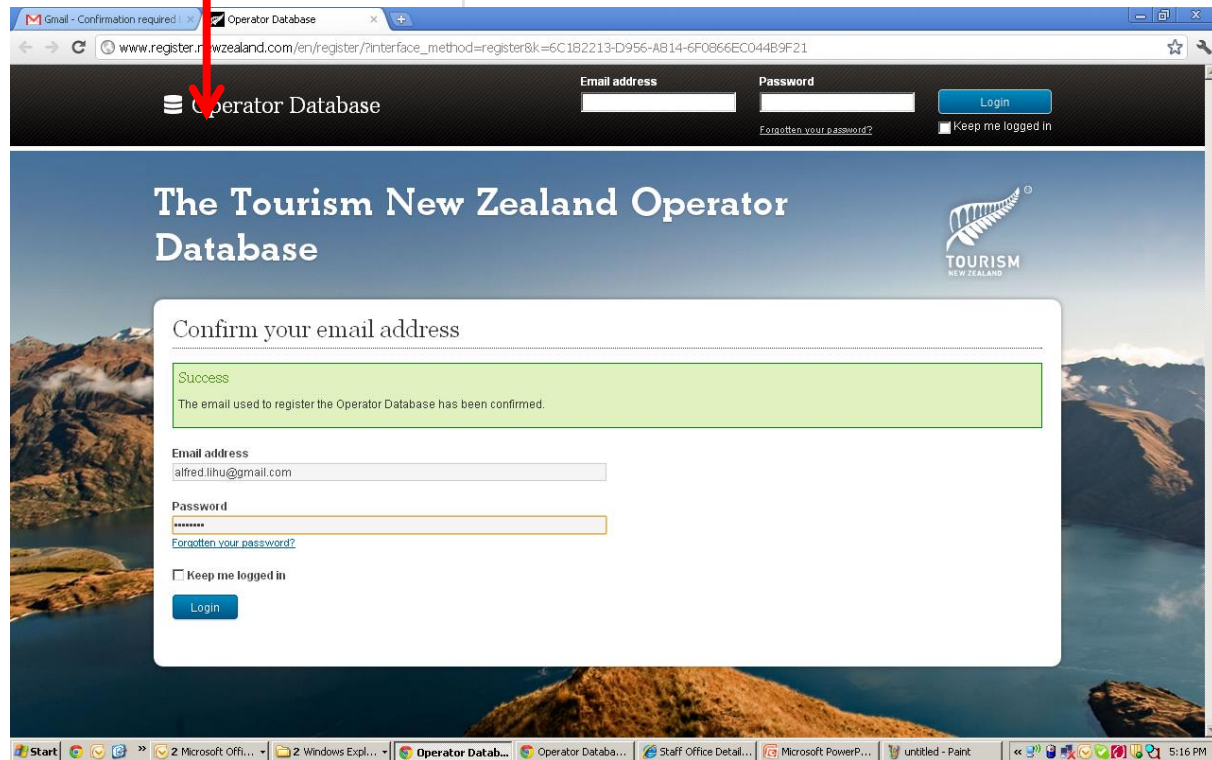 Gmail - Confirmation required
Operator Database
www.register.newzealand.com/en/register/?interface_method=register&k=6C182213-D956-AB14-6F0866EC044B9F21
Email address Password
Operator Database
Login
Forgotten your password? Keep me logged in
The Tourism New Zealand Operator
Database
TOURISM
NEW ZEALAND
Confirm your email address
Success
The email used to register the Operator Database has been confirmed.
Email address
alfred.lihu@gmail.com
Password
Forgotten your password?
Keep me logged in
Login
Start » 2 Microsoft Offi... 2 Windows Expl... Operator Datab... Operator Databa... Staff Office Detail... Microsoft PowerP... untitled - Paint « 5:16 PM